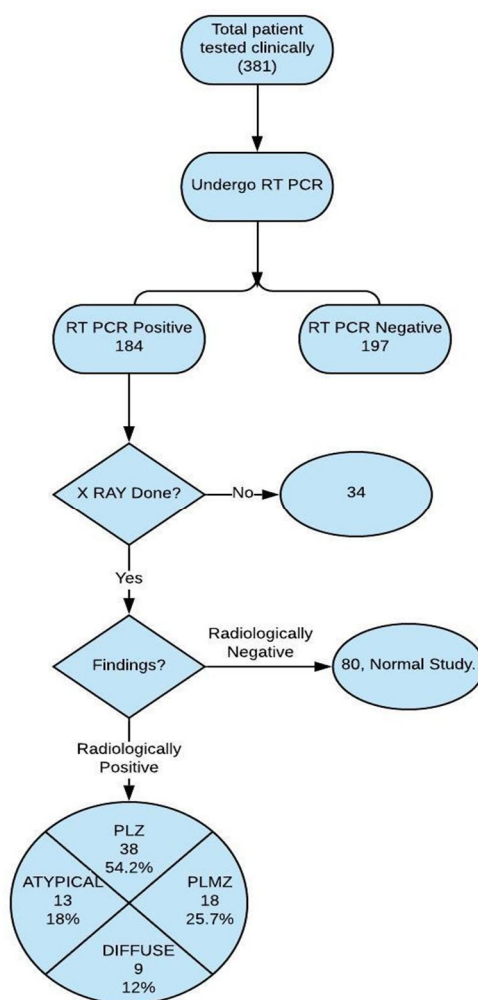 Total patient
tested clinically
(381)
Undergo RT PCR
RT PCR Positive
184
RT PCR Negative
197
X RAY Done?
No
34
Yes
Findings?
Radiologically
Negative
80, Normal Study.
Radiologically
Positive
PLZ
38
54.2%
ATYPICAL
13
18%
PLMZ
18
25.7%
DIFFUSE
9
12%